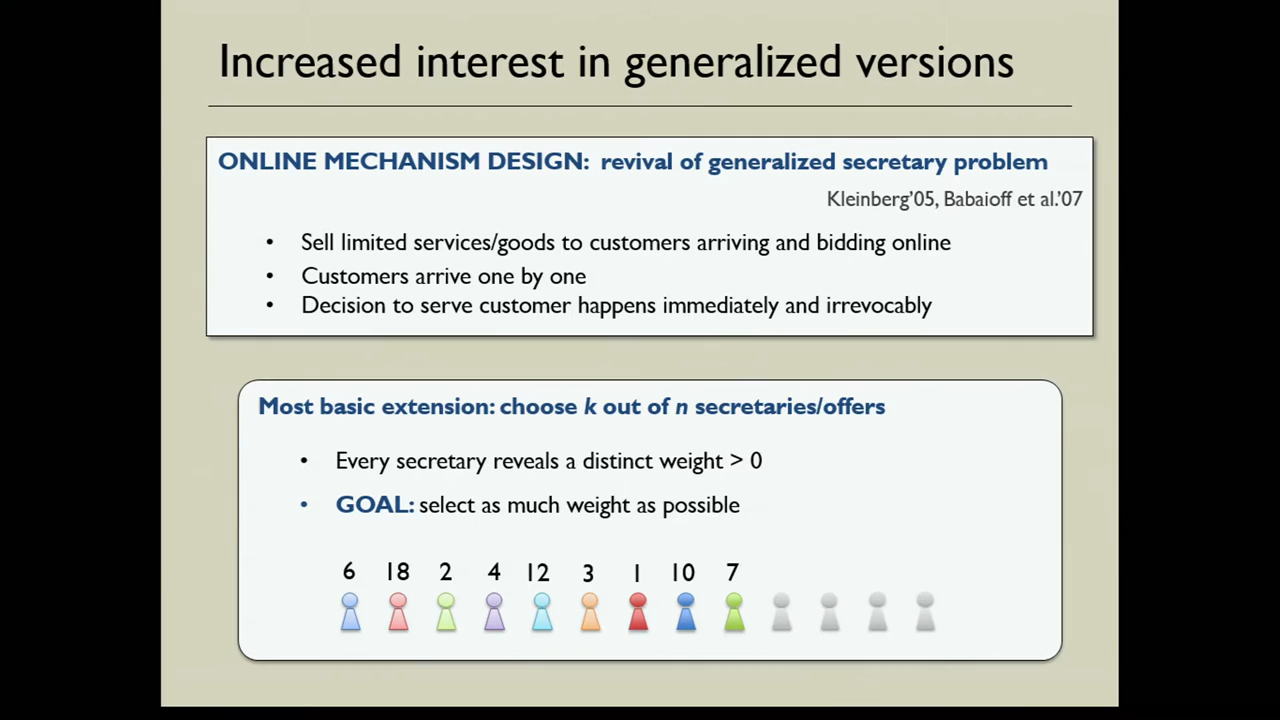 Increased interest in generalized versions
ONLINE MECHANISM DESIGN: revival of generalized secretary problem
Kleinberg’05, Babaioff et al.’07
• Sell limited services/goods to customers arriving and bidding online
• Customers arrive one by one
• Decision to serve customer happens immediately and irrevocably
Most basic extension: choose k out of n secretaries/offers
• Every secretary reveals a distinct weight > 0
• GOAL: select as much weight as possible
6 18 2 4 12 3 1 10 7